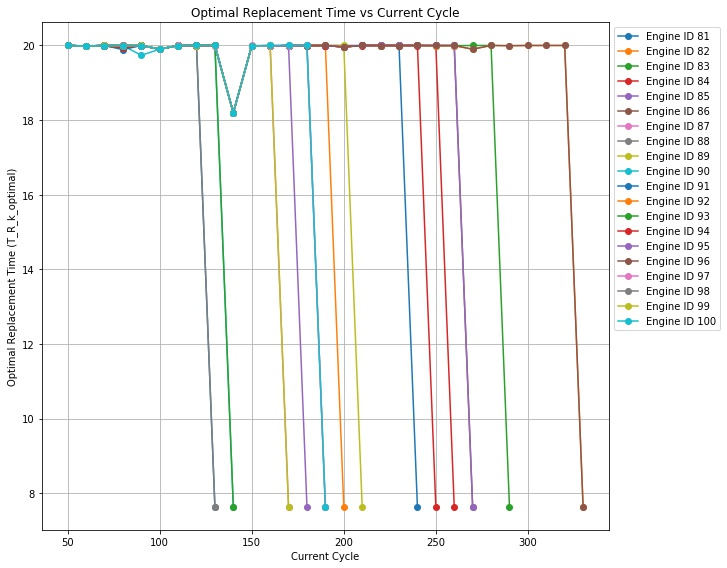 Optimal Replacement Time vs Current Cycle
Optimal Replacement Time (T_R_k_optimal)
20
18
16
14
12
10
8
50
100
150
200
250
300
Current Cycle
Engine ID 81
Engine ID 82
Engine ID 83
Engine ID 84
Engine ID 85
Engine ID 86
Engine ID 87
Engine ID 88
Engine ID 89
Engine ID 90
Engine ID 91
Engine ID 92
Engine ID 93
Engine ID 94
Engine ID 95
Engine ID 96
Engine ID 97
Engine ID 98
Engine ID 99
Engine ID 100